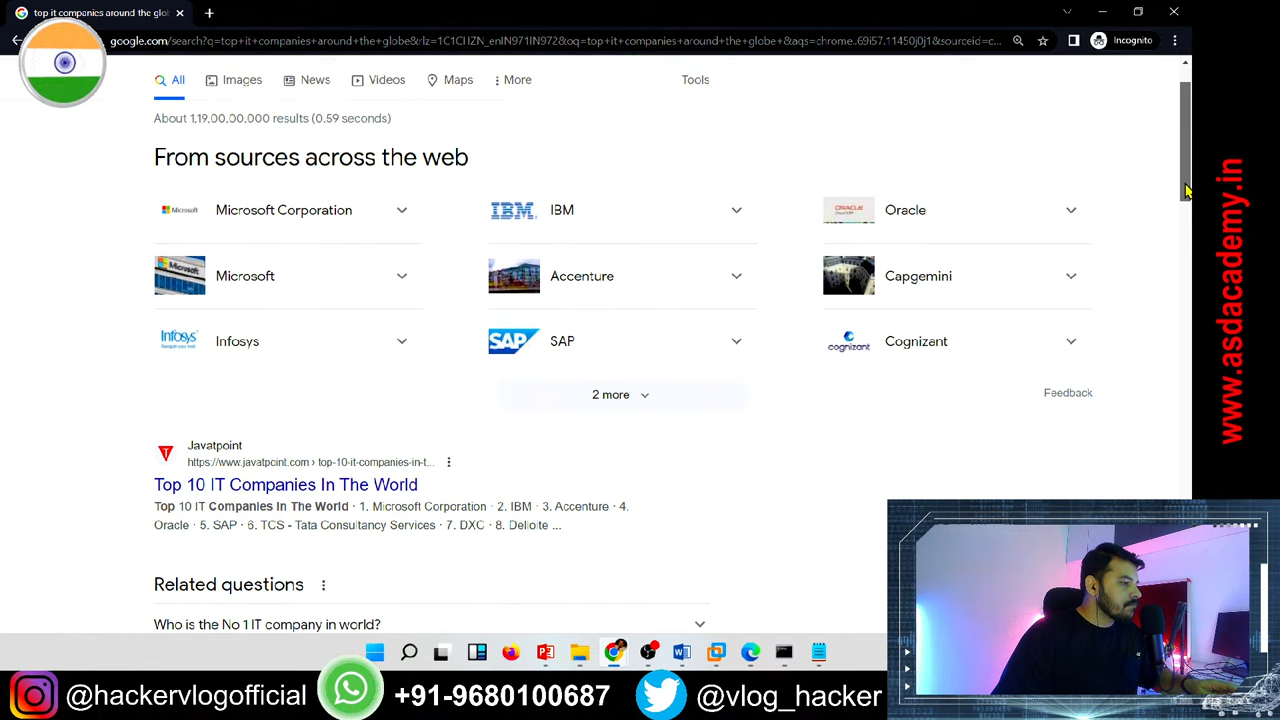 top it companies around the glob
google.com/search?q=top+it+companies+around+the+globe&rlz=1C1CHZN_enIN971IN972&oq=top+it+companies+around+the+globe+&aqs=chrome..69i57.11450j0j1&sourceid=c...
Incognito
All Images News Videos Maps More Tools
About 1,19,00,00,000 results (0.59 seconds)
From sources across the web
Microsoft Microsoft Corporation IBM IBM ORACLE Oracle
Microsoft Microsoft Accenture Capgemini
Infosys Infosys SAP SAP cognizant Cognizant
2 more
Feedback
Javatpoint
https://www.javatpoint.com › top-10-it-companies-in-t...
Top 10 IT Companies In The World
Top 10 IT Companies In The World · 1. Microsoft Corporation · 2. IBM · 3. Accenture · 4.
Oracle · 5. SAP · 6. TCS - Tata Consultancy Services · 7. DXC · 8. Deloite ...
Related questions
Who is the No 1 IT company in world?
www.asdacademy.in
@hackervlogofficial +91-9680100687 @vlog_hacker